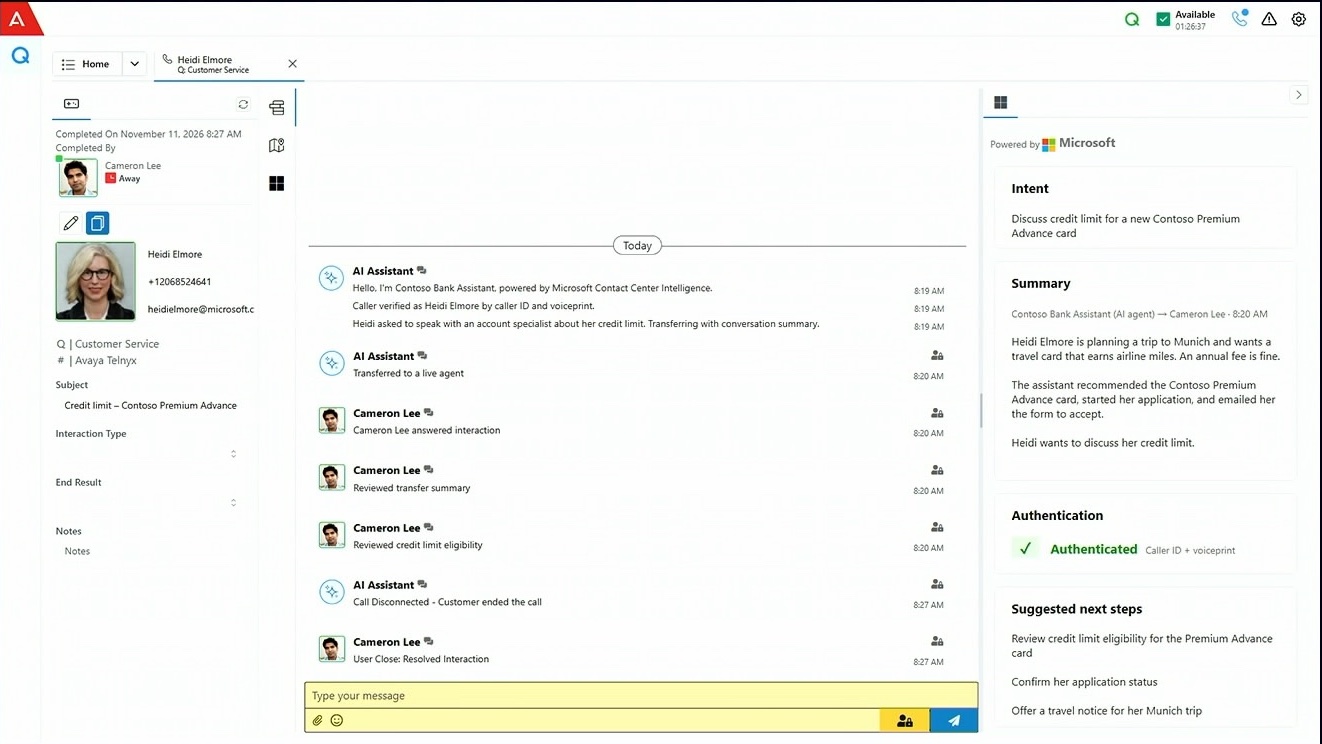 Available
01:26:37
Home
Heidi Elmore
Q: Customer Service
Completed On November 11, 2026 8:27 AM
Completed By
Cameron Lee
Away
Heidi Elmore
+12068524641
heidielmore@microsoft.c
Q | Customer Service
# | Avaya Telnyx
Subject
Credit limit – Contoso Premium Advance
Interaction Type
End Result
Notes
Notes
Today
AI Assistant
Hello, I'm Contoso Bank Assistant, powered by Microsoft Contact Center Intelligence.
8:19 AM
Caller verified as Heidi Elmore by caller ID and voiceprint.
8:19 AM
Heidi asked to speak with an account specialist about her credit limit. Transferring with conversation summary.
8:19 AM
AI Assistant
Transferred to a live agent
8:20 AM
Cameron Lee
Cameron Lee answered interaction
8:20 AM
Cameron Lee
Reviewed transfer summary
8:20 AM
Cameron Lee
Reviewed credit limit eligibility
8:20 AM
AI Assistant
Call Disconnected - Customer ended the call
8:27 AM
Cameron Lee
User Close: Resolved Interaction
8:27 AM
Type your message
Powered by Microsoft
Intent
Discuss credit limit for a new Contoso Premium
Advance card
Summary
Contoso Bank Assistant (AI agent) → Cameron Lee - 8:20 AM
Heidi Elmore is planning a trip to Munich and wants a
travel card that earns airline miles. An annual fee is fine.
The assistant recommended the Contoso Premium
Advance card, started her application, and emailed her
the form to accept.
Heidi wants to discuss her credit limit.
Authentication
Authenticated Caller ID + voiceprint
Suggested next steps
Review credit limit eligibility for the Premium Advance
card
Confirm her application status
Offer a travel notice for her Munich trip